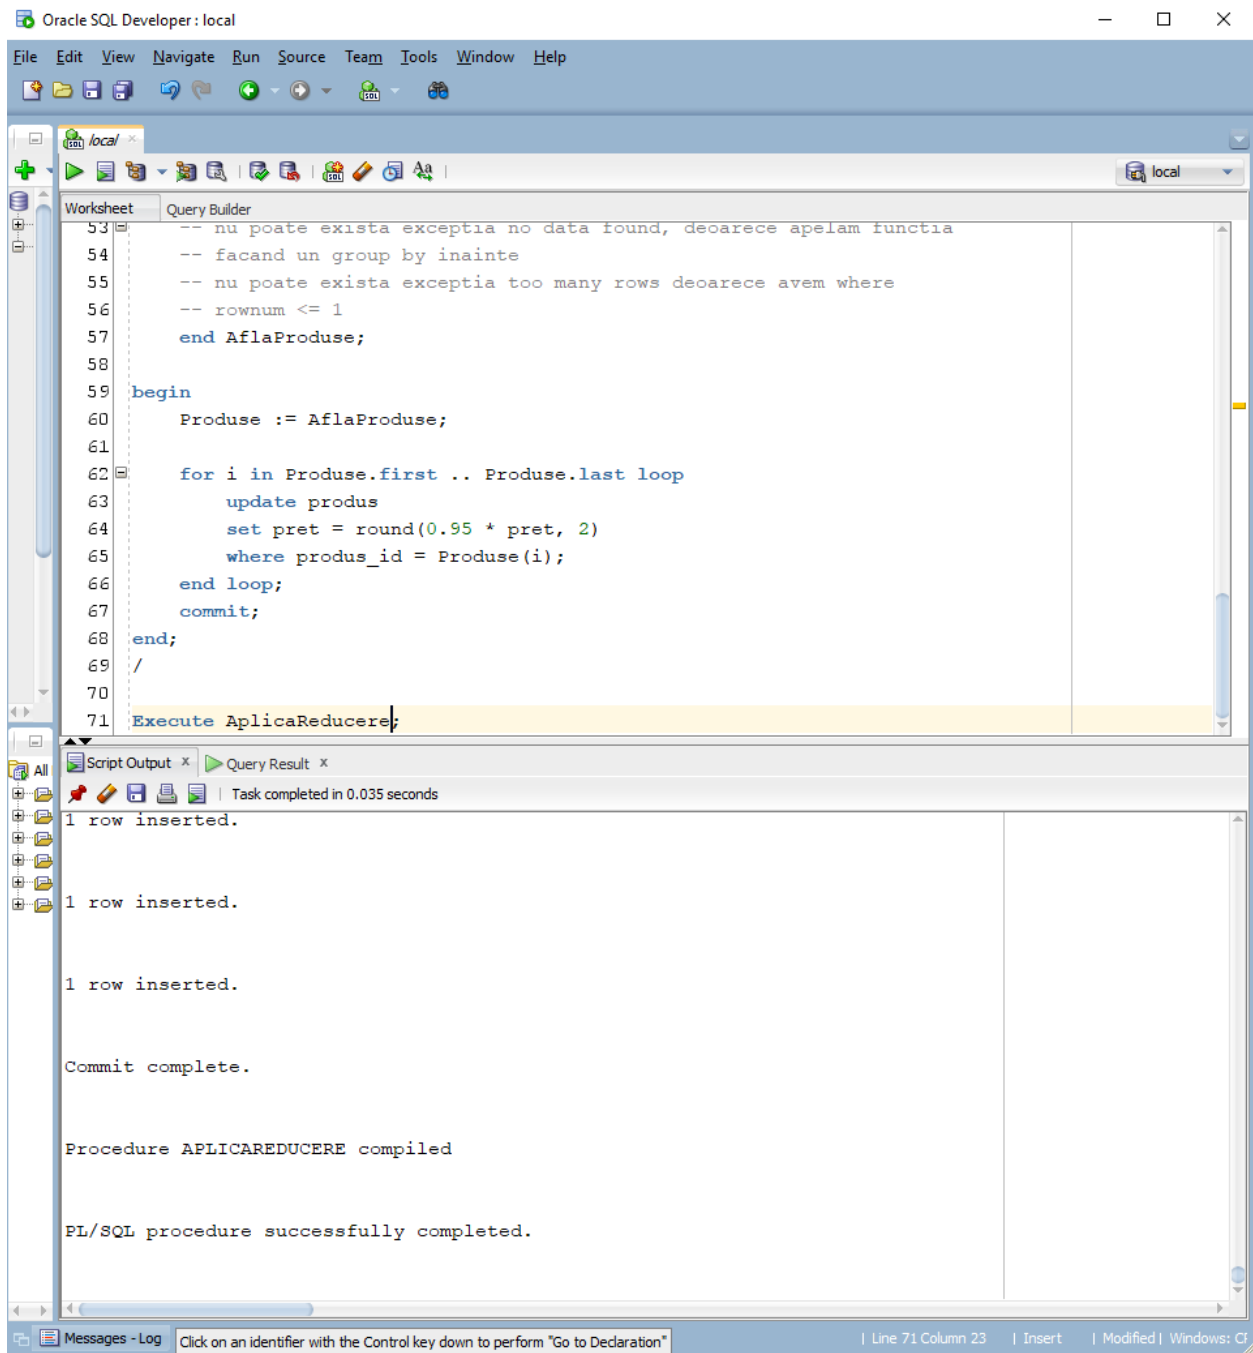 Oracle SQL Developer : local
File Edit View Navigate Run Source Team Tools Window Help
local
local
Worksheet Query Builder
53 -- nu poate exista exceptia no data found, deoarece apelam functia
54 -- facand un group by inainte
55 -- nu poate exista exceptia too many rows deoarece avem where
56 -- rownum <= 1
57 end AflaProduse;
58
59 begin
60 Produse := AflaProduse;
61
62 for i in Produse.first .. Produse.last loop
63 update produs
64 set pret = round(0.95 * pret, 2)
65 where produs_id = Produse(i);
66 end loop;
67 commit;
68 end;
69 /
70
71 Execute AplicaReducere;
All
Script Output x Query Result x
Task completed in 0.035 seconds
1 row inserted.
1 row inserted.
1 row inserted.
Commit complete.
Procedure APLICAREDUCERE compiled
PL/SQL procedure successfully completed.
Messages - Log Click on an identifier with the Control key down to perform "Go to Declaration" | Line 71 Column 23 | Insert | Modified | Windows: CF